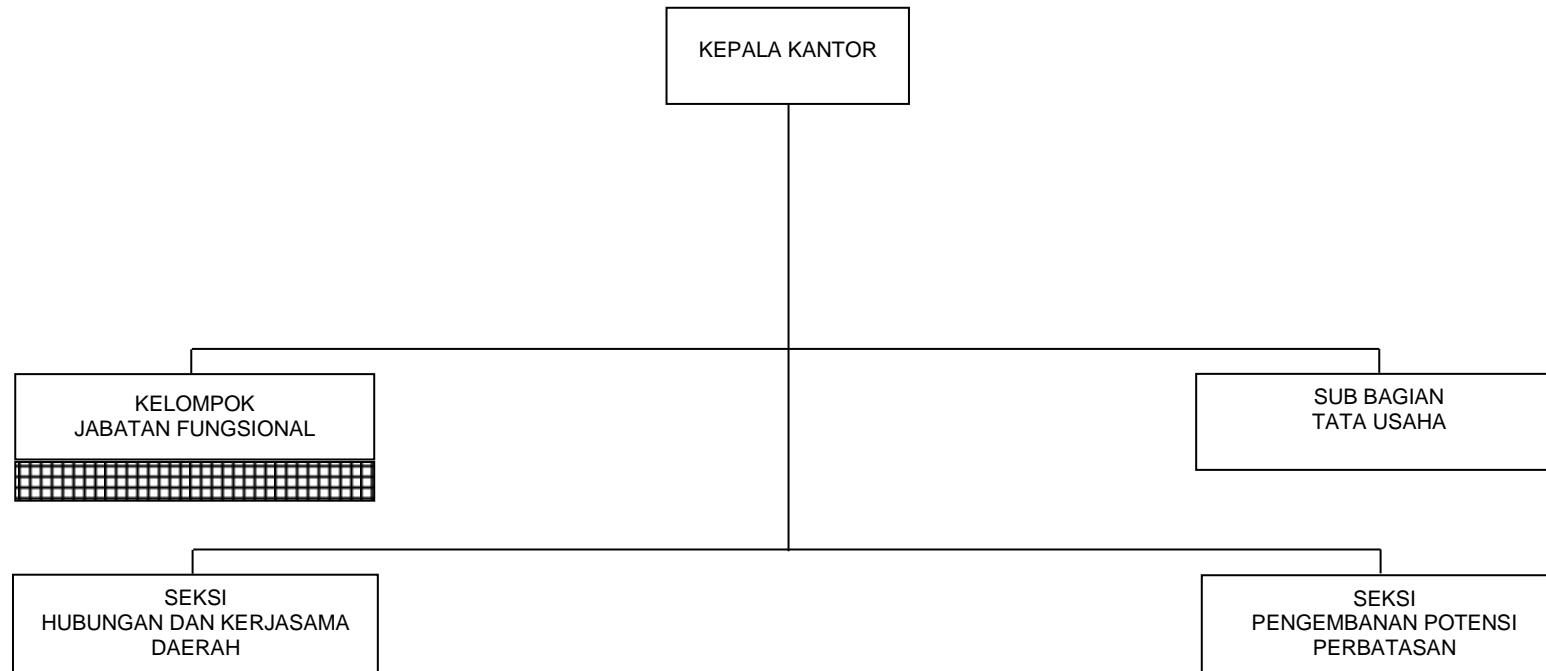 KEPALA KANTOR
KELOMPOK
JABATAN FUNGSIONAL
SUB BAGIAN
TATA USAHA
SEKSI
HUBUNGAN DAN KERJASAMA
DAERAH
SEKSI
PENGEMBANAN POTENSI
PERBATASAN